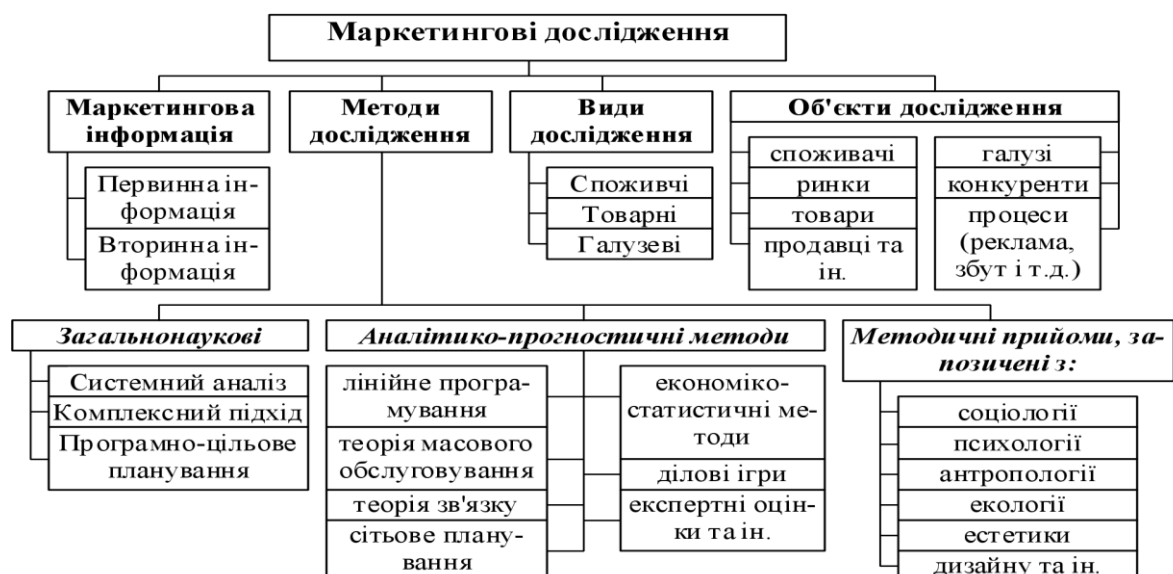 Маркетингові дослідження
Маркетингова
інформація
Первинна ін-
формація
Вторинна ін-
формація
Методи
дослідження
Види
дослідження
Споживчі
Товарні
Галузеві
Об'єкти дослідження
споживачі
ринки
товари
продавці та
ін.
галузі
конкуренти
процеси
(реклама,
збут і т.д.)
Загальнонаукові
Системний аналіз
Комплексний підхід
Програмно-цільове
планування
Аналітико-прогностичні методи
лінійне програ-
мування
теорія масового
обслуговування
теорія зв'язку
сітьове плану-
вання
економіко-
статистичні ме-
тоди
ділові ігри
експертні оцін-
ки та ін.
Методичні прийоми, за-
позичені з:
соціології
психології
антропології
екології
естетики
дизайну та ін.